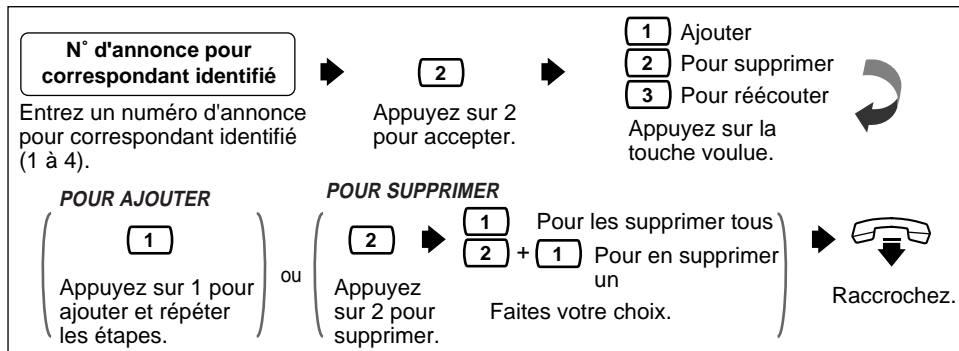 N° d'annonce pour
correspondant identifié
Entrez un numéro d'annonce
pour correspondant identifié
(1 à 4).
2
Appuyez sur 2
pour accepter.
1 Ajouter
2 Pour supprimer
3 Pour réécouter
Appuyez sur la
touche voulue.
POUR AJOUTER
1
Appuyez sur 1 pour
ajouter et répéter
les étapes.
ou
POUR SUPPRIMER
2
Appuyez
sur 2 pour
supprimer.
1 Pour les supprimer tous
2 + 1 Pour en supprimer
un
Faites votre choix.
Raccrochez.